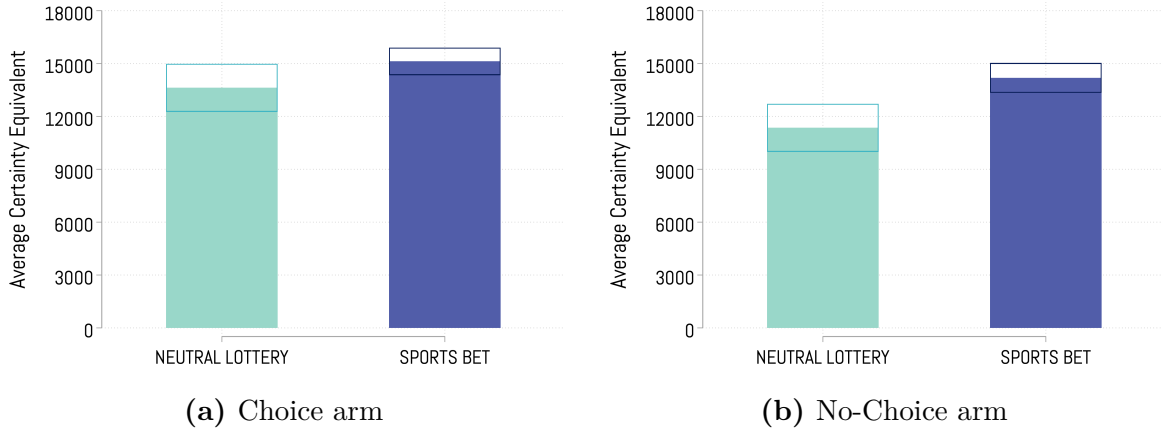 Average Certainty Equivalent
18000
15000
12000
9000
6000
3000
0
NEUTRAL LOTTERY
SPORTS BET
(a) Choice arm
Average Certainty Equivalent
18000
15000
12000
9000
6000
3000
0
NEUTRAL LOTTERY
SPORTS BET
(b) No-Choice arm